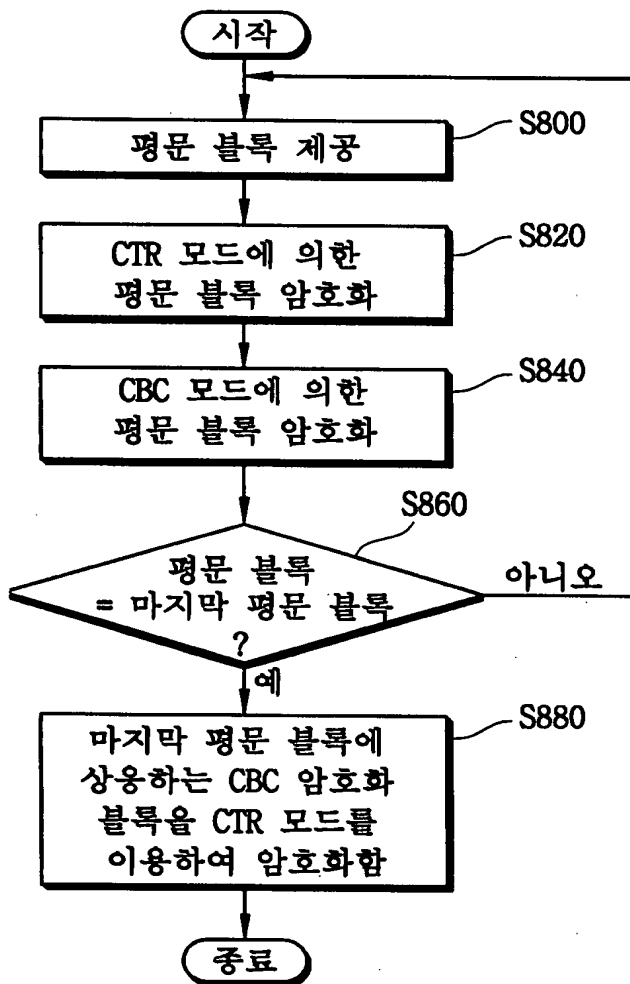 시작
평문 블록 제공
S800
CTR 모드에 의한
평문 블록 암호화
S820
CBC 모드에 의한
평문 블록 암호화
S840
S860
평문 블록
= 마지막 평문 블록
?
아니오
예
마지막 평문 블록에
상응하는 CBC 암호화
블록을 CTR 모드를
이용하여 암호화함
S880
종료